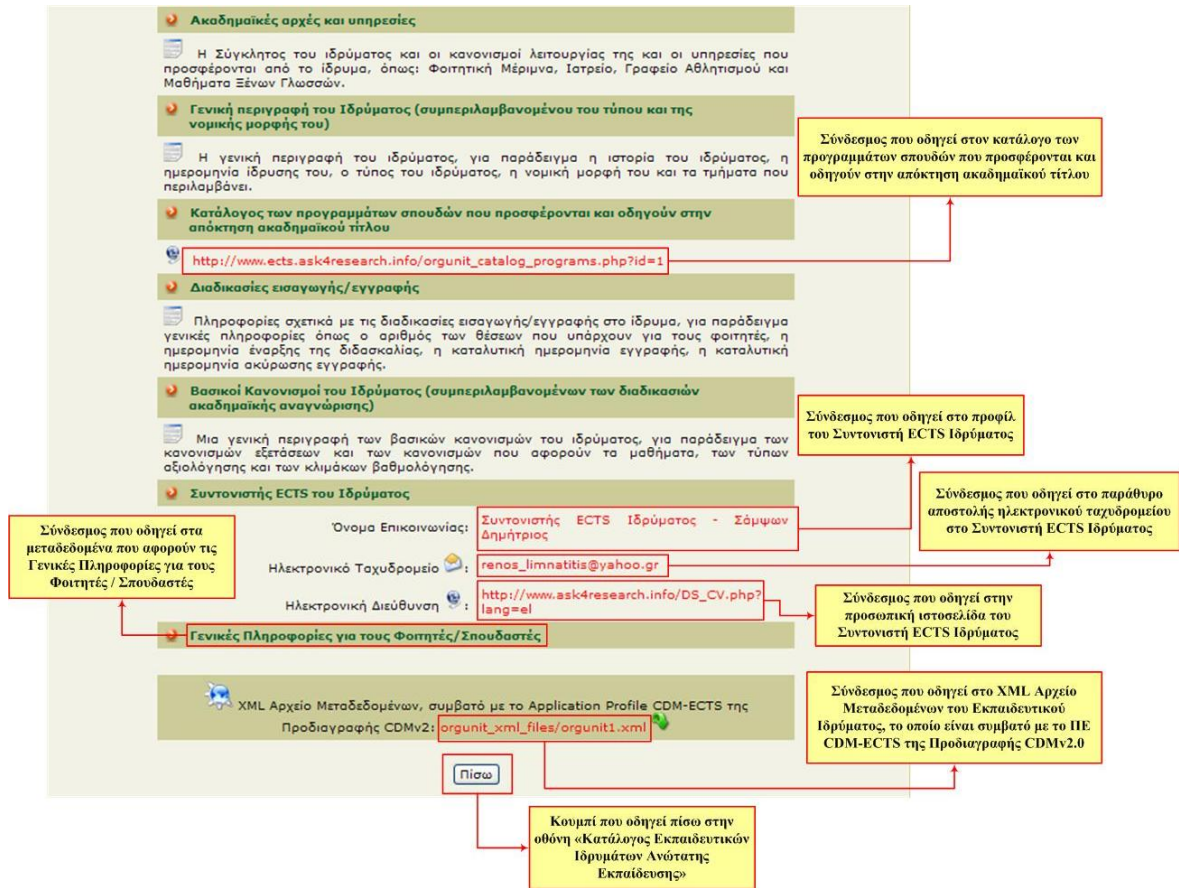 Ακαδημαϊκές αρχές και υπηρεσίες
Η Σύγκλητος του ιδρύματος και οι κανονισμοί λειτουργίας της και οι υπηρεσίες που
προσφέρονται από το ίδρυμα, όπως: Φοιτητική Μέριμνα, Ιατρείο, Γραφείο Αθλητισμού και
Μαθήματα Ξένων Γλωσσών.
Γενική περιγραφή του Ιδρύματος (συμπεριλαμβανομένου του τύπου και της
νομικής μορφής του)
Η γενική περιγραφή του ιδρύματος, για παράδειγμα η ιστορία του ιδρύματος, η
ημερομηνία ίδρυσης του, ο τύπος του ιδρύματος, η νομική μορφή του και τα τμήματα που
περιλαμβάνει.
Σύνδεσμος που οδηγεί στον κατάλογο των
προγραμμάτων σπουδών που προσφέρονται και
οδηγούν στην απόκτηση ακαδημαϊκού τίτλου
Κατάλογος των προγραμμάτων σπουδών που προσφέρονται και οδηγούν στην
απόκτηση ακαδημαϊκού τίτλου
http://www.ects.ask4research.info/orgunit_catalog_programs.php?id=1
Διαδικασίες εισαγωγής/εγγραφής
Πληροφορίες σχετικά με τις διαδικασίες εισαγωγής/εγγραφής στο ίδρυμα, για παράδειγμα
γενικές πληροφορίες όπως ο αριθμός των θέσεων που υπάρχουν για τους φοιτητές, η
ημερομηνία έναρξης της διδασκαλίας, η καταλυτική ημερομηνία εγγραφής, η καταλυτική
ημερομηνία ακύρωσης εγγραφής.
Βασικοί Κανονισμοί του Ιδρύματος (συμπεριλαμβανομένων των διαδικασιών
ακαδημαϊκής αναγνώρισης)
Μια γενική περιγραφή των βασικών κανονισμών του ιδρύματος, για παράδειγμα των
κανονισμών εξετάσεων και των κανονισμών που αφορούν τα μαθήματα, των τύπων
αξιολόγησης και των κλιμάκων βαθμολόγησης.
Σύνδεσμος που οδηγεί στο προφίλ
του Συντονιστή ECTS Ιδρύματος
Συντονιστής ECTS του Ιδρύματος
Όνομα Επικοινωνίας:
Συντονιστής ECTS Ιδρύματος - Σάμψων
Δημήτριος
Σύνδεσμος που οδηγεί στο παράθυρο
αποστολής ηλεκτρονικού ταχυδρομείου
στο Συντονιστή ECTS Ιδρύματος
Σύνδεσμος που οδηγεί στα
μεταδεδομένα που αφορούν τις
Γενικές Πληροφορίες για τους
Φοιτητές / Σπουδαστές
Ηλεκτρονικό Ταχυδρομείο :
renos_limnatitis@yahoo.gr
Ηλεκτρονική Διεύθυνση :
http://www.ask4research.info/DS_CV.php?
lang=el
Σύνδεσμος που οδηγεί στην
προσωπική ιστοσελίδα του
Συντονιστή ECTS Ιδρύματος
Γενικές Πληροφορίες για τους Φοιτητές/Σπουδαστές
XML Αρχείο Μεταδεδομένων, συμβατό με το Application Profile CDM-ECTS της
Προδιαγραφής CDMv2: orgunit_xml_files/orgunit1.xml
Σύνδεσμος που οδηγεί στο XML Αρχείο
Μεταδεδομένων του Εκπαιδευτικού
Ιδρύματος, το οποίο είναι συμβατό με το ΠΕ
CDM-ECTS της Προδιαγραφής CDMv2.0
Πίσω
Κουμπί που οδηγεί πίσω στην
οθόνη «Κατάλογος Εκπαιδευτικών
Ιδρυμάτων Ανώτατης
Εκπαίδευσης»